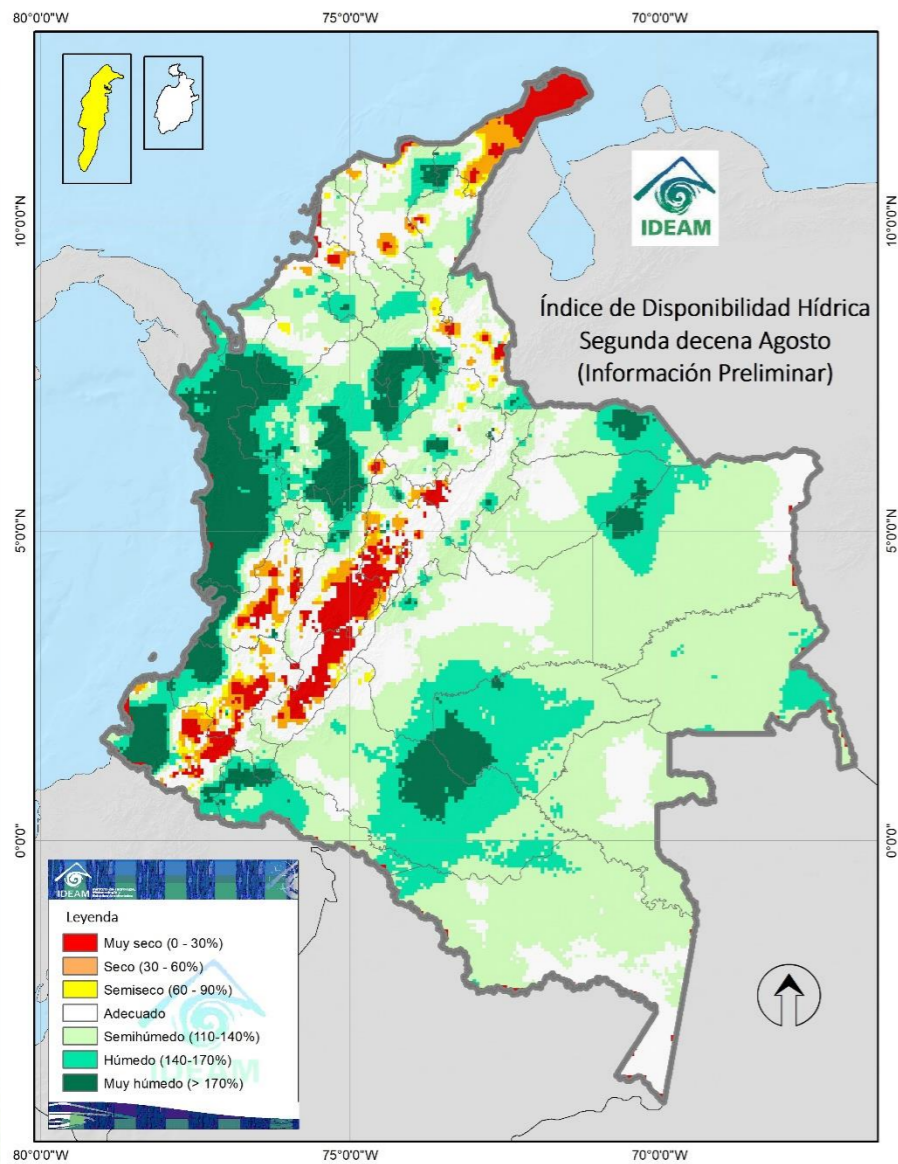 80°0'0"W
75°0'0"W
70°0'0"W
10°0'0"N
10°0'0"N
IDEAM
Índice de Disponibilidad Hídrica
Segunda decena Agosto
(Información Preliminar)
5°0'0"N
5°0'0"N
0°0'0"
0°0'0"
IDEAM
Leyenda
Muy seco (0 - 30%)
Seco (30 - 60%)
Semiseco (60 - 90%)
Adecuado
Semihúmedo (110-140%)
Húmedo (140-170%)
Muy húmedo (> 170%)
IDEAM
80°0'0"W
75°0'0"W
70°0'0"W